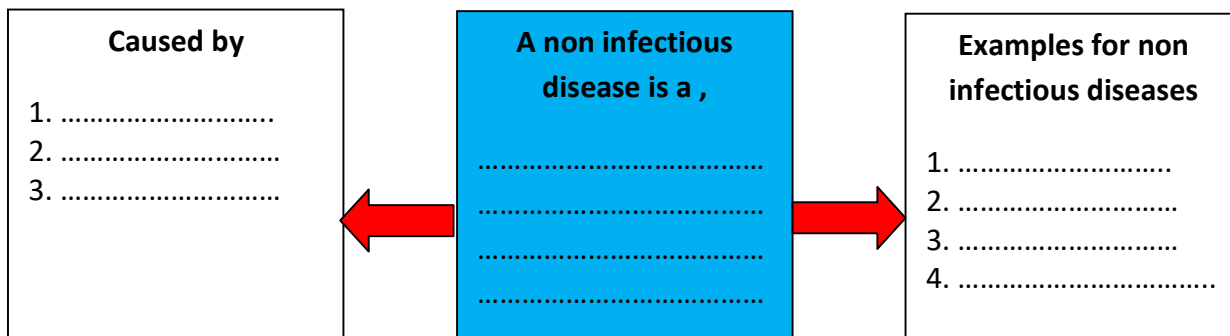 Caused by
1. ………………………..
2. …………………………
3. …………………………
A non infectious
disease is a ,
…………………………………
…………………………………
…………………………………
…………………………………
Examples for non
infectious diseases
1. ………………………..
2. …………………………
3. …………………………
4. ……………………………..